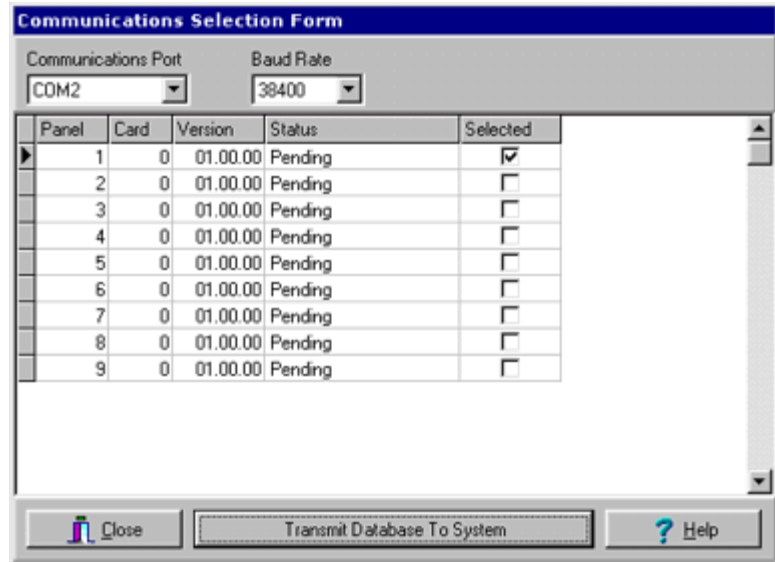 Communications Selection Form
Communications Port Baud Rate
COM2 38400
Panel Card Version Status Selected
1 0 01.00.00 Pending
2 0 01.00.00 Pending
3 0 01.00.00 Pending
4 0 01.00.00 Pending
5 0 01.00.00 Pending
6 0 01.00.00 Pending
7 0 01.00.00 Pending
8 0 01.00.00 Pending
9 0 01.00.00 Pending
Close Transmit Database To System ? Help